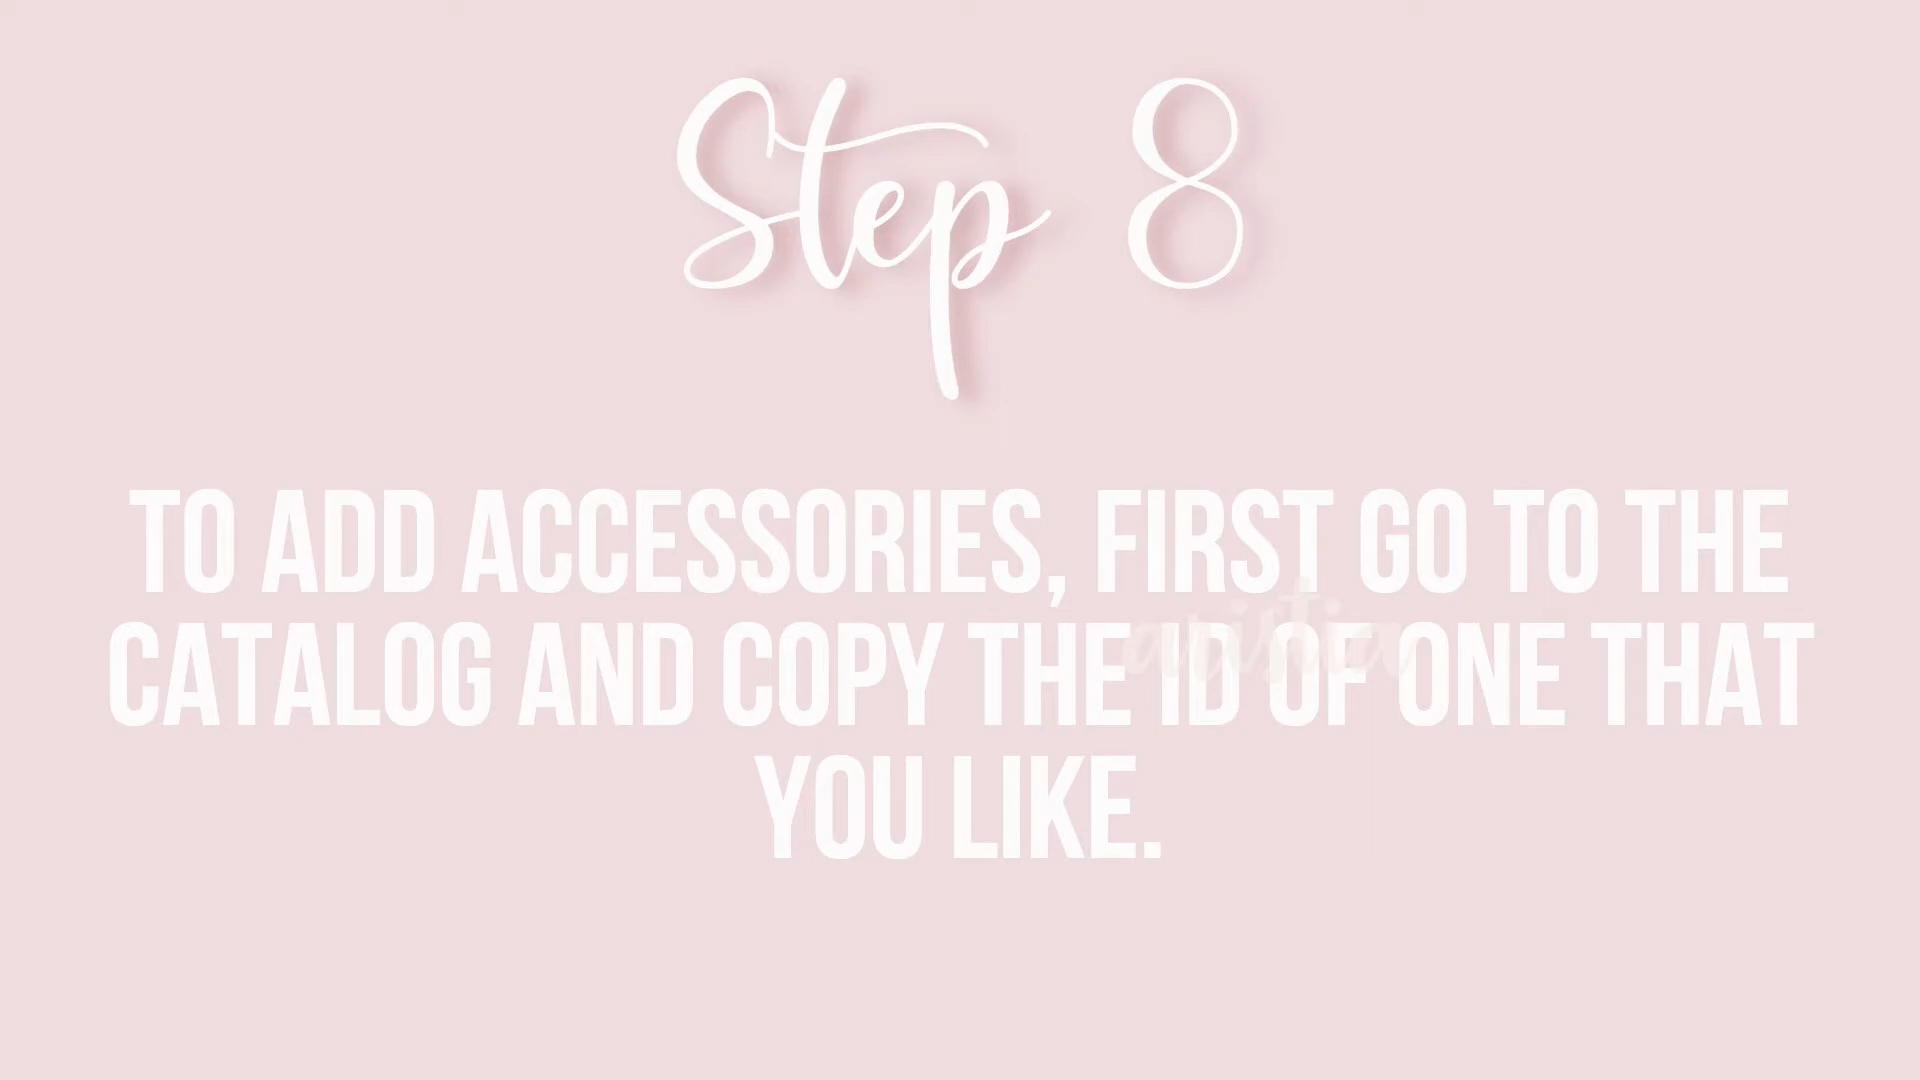 Step 8
TO ADD ACCESSORIES, FIRST GO TO THE
CATALOG AND COPY THE ID OF ONE THAT
YOU LIKE.